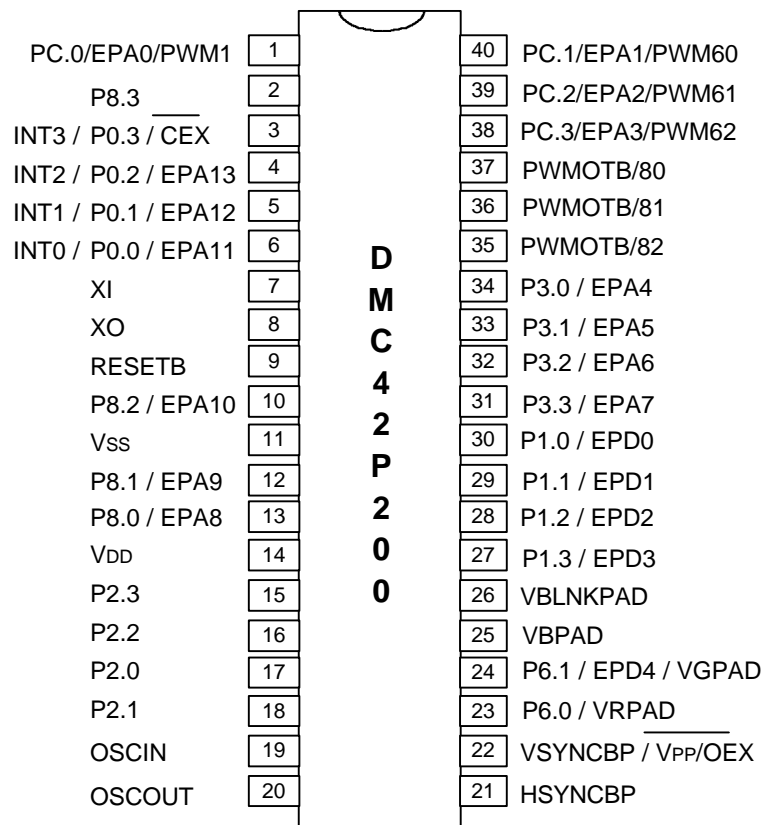 PC.0/EPA0/PWM1 1 40 PC.1/EPA1/PWM60
P8.3 2 39 PC.2/EPA2/PWM61
INT3 / P0.3 / CEX 3 38 PC.3/EPA3/PWM62
INT2 / P0.2 / EPA13 4 37 PWMOTB/80
INT1 / P0.1 / EPA12 5 36 PWMOTB/81
INT0 / P0.0 / EPA11 6 35 PWMOTB/82
XI 7 34 P3.0 / EPA4
XO 8 33 P3.1 / EPA5
RESETB 9 32 P3.2 / EPA6
P8.2 / EPA10 10 31 P3.3 / EPA7
VSS 11 30 P1.0 / EPD0
P8.1 / EPA9 12 29 P1.1 / EPD1
P8.0 / EPA8 13 28 P1.2 / EPD2
VDD 14 27 P1.3 / EPD3
P2.3 15 26 VBLNKPAD
P2.2 16 25 VBPAD
P2.0 17 24 P6.1 / EPD4 / VGPAD
P2.1 18 23 P6.0 / VRPAD
OSCIN 19 22 VSYNCBP / VPP/OEX
OSCOUT 20 21 HSYNCBP
DMC42P200